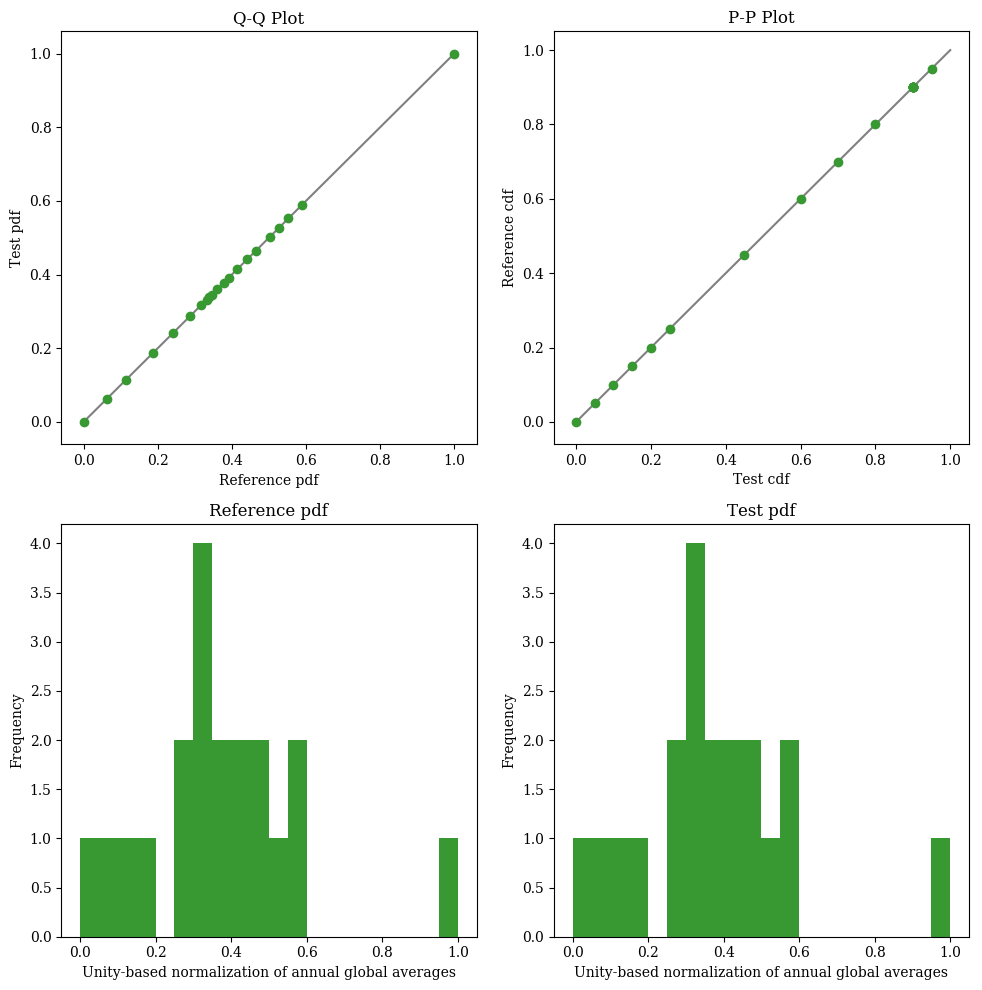 Q-Q Plot
Test pdf
1.0
0.8
0.6
0.4
0.2
0.0
0.0 0.2 0.4 0.6 0.8 1.0
Reference pdf
P-P Plot
Reference cdf
1.0
0.8
0.6
0.4
0.2
0.0
0.0 0.2 0.4 0.6 0.8 1.0
Test cdf
Reference pdf
Frequency
4.0
3.5
3.0
2.5
2.0
1.5
1.0
0.5
0.0
0.0 0.2 0.4 0.6 0.8 1.0
Unity-based normalization of annual global averages
Test pdf
Frequency
4.0
3.5
3.0
2.5
2.0
1.5
1.0
0.5
0.0
0.0 0.2 0.4 0.6 0.8 1.0
Unity-based normalization of annual global averages